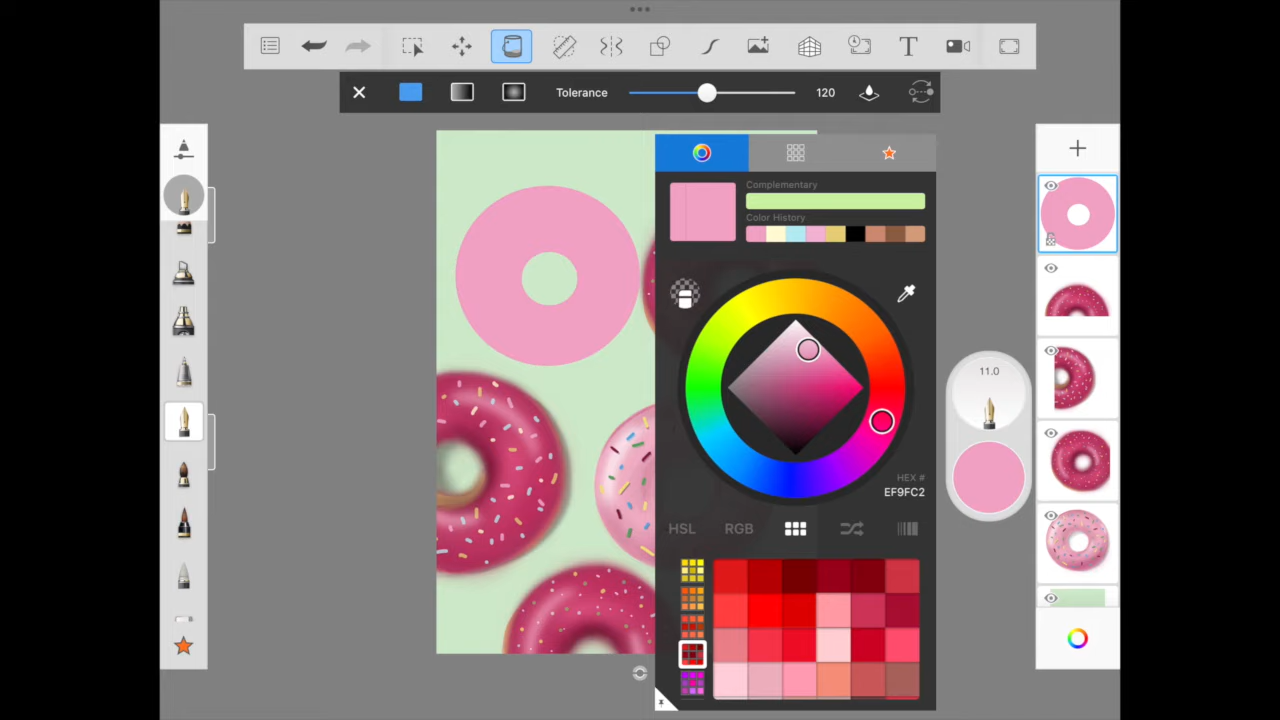 T
Tolerance 120
Complementary
Color History
11.0
HEX #
EF9FC2
HSL RGB